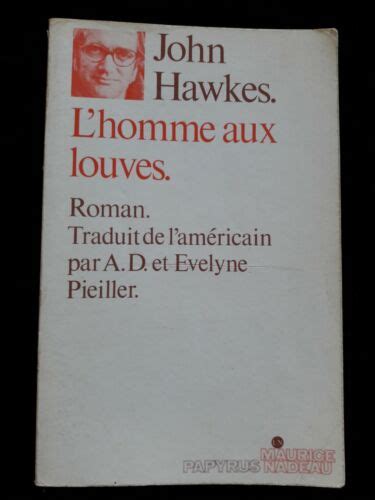 John
Hawkes.
L'homme aux
louves.
Roman.
Traduit de l'américain
par A.D. et Evelyne
Pieiller.
MAURICE
PAPYRUS NADEAU